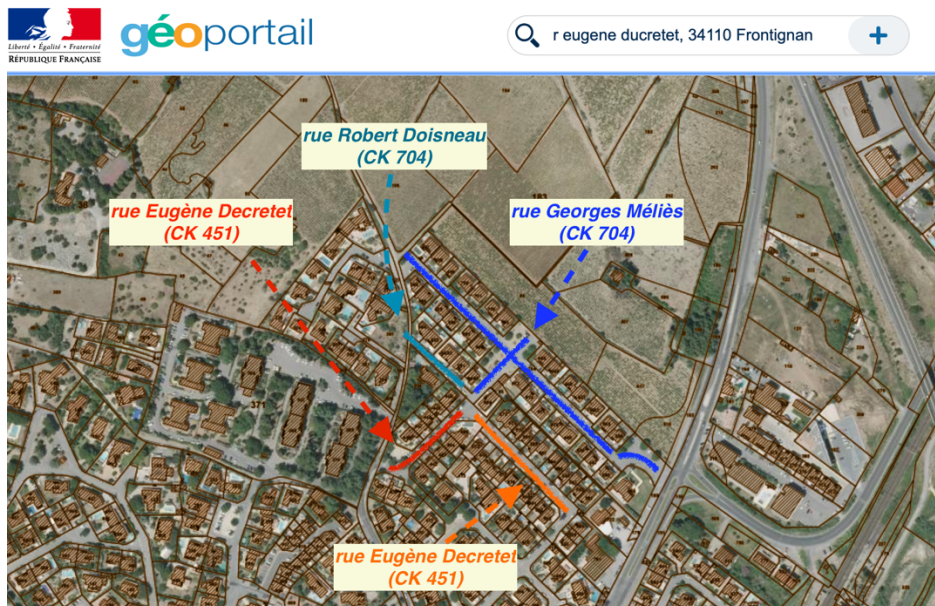 Liberté • Égalité • Fraternité
RÉPUBLIQUE FRANÇAISE
géoportail
r eugene ducretet, 34110 Frontignan
+
rue Robert Doisneau
(CK 704)
rue Eugène Decretet
(CK 451)
rue Georges Méliès
(CK 704)
371
rue Eugène Decretet
(CK 451)